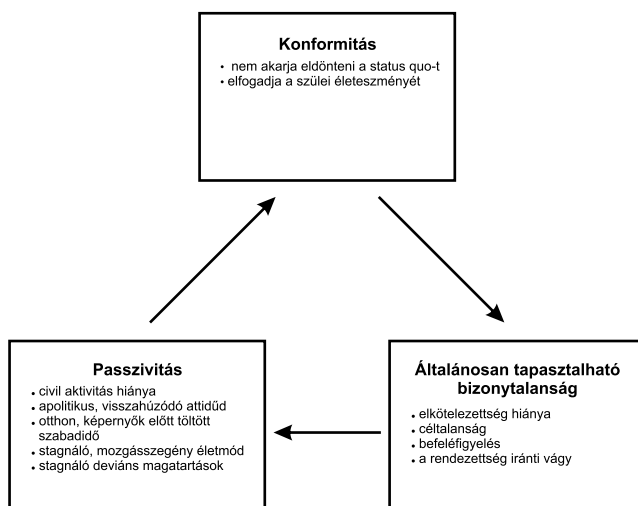 Konformitás
• nem akarja eldönteni a status quo-t
• elfogadja a szülei életeszményét
Passzivitás
• civil aktivitás hiánya
• apolitikus, visszahúzódó attidűd
• otthon, képernyők előtt töltött
szabadidő
• stagnáló, mozgásszegény életmód
• stagnáló deviáns magatartások
Általánosan tapasztalható
bizonytalanság
• elkötelezettség hiánya
• céltalanság
• befeléfigyelés
• a rendezettség iránti vágy